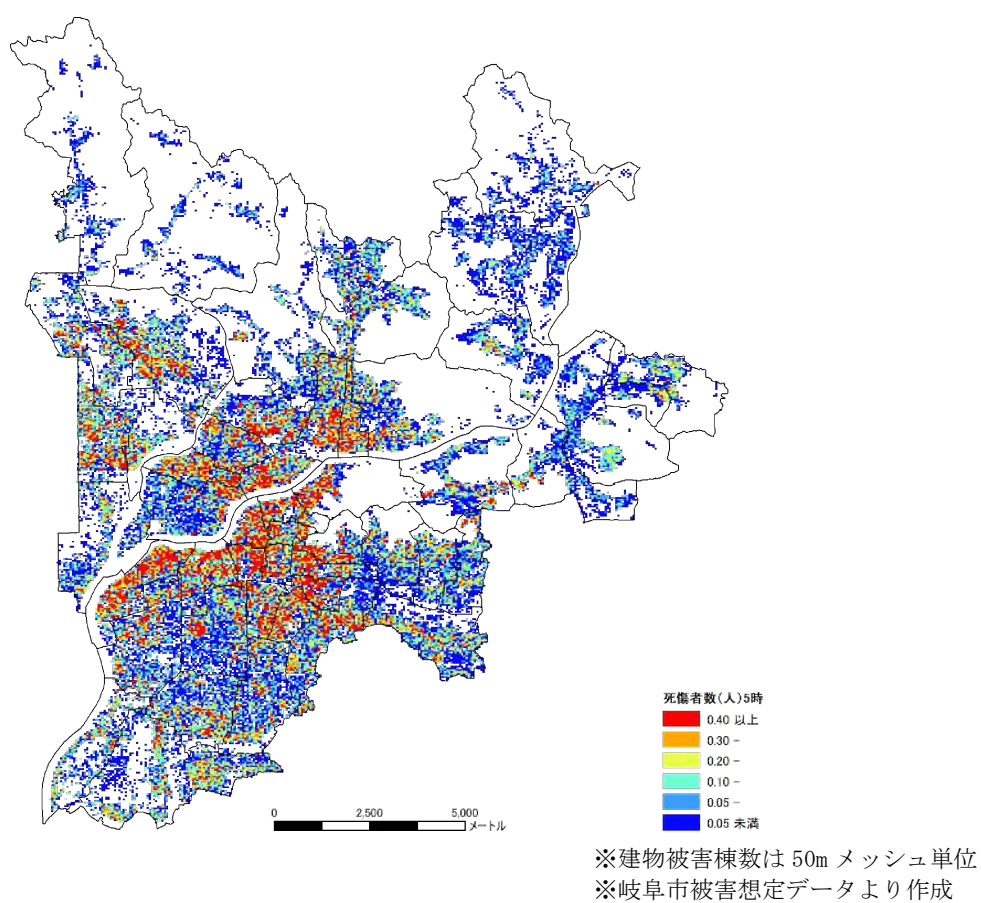 死傷者数(人)5時
0.40 以上
0.30 -
0.20 -
0.10 -
0.05 -
0.05 未満
0 2,500 5,000
メートル
※建物被害棟数は 50m メッシュ単位
※岐阜市被害想定データより作成